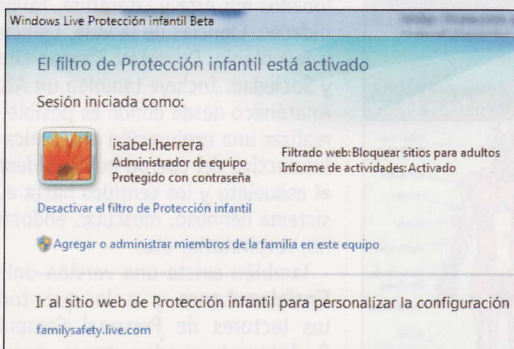 Windows Live Protección infantil Beta
El filtro de Protección infantil está activado
Sesión iniciada como:
isabel.herrera
Administrador de equipo
Protegido con contraseña
Filtrado web:Bloquear sitios para adultos
Informe de actividades:Activado
Desactivar el filtro de Protección infantil
Agregar o administrar miembros de la familia en este equipo
Ir al sitio web de Protección infantil para personalizar la configuración
familysafety.live.com